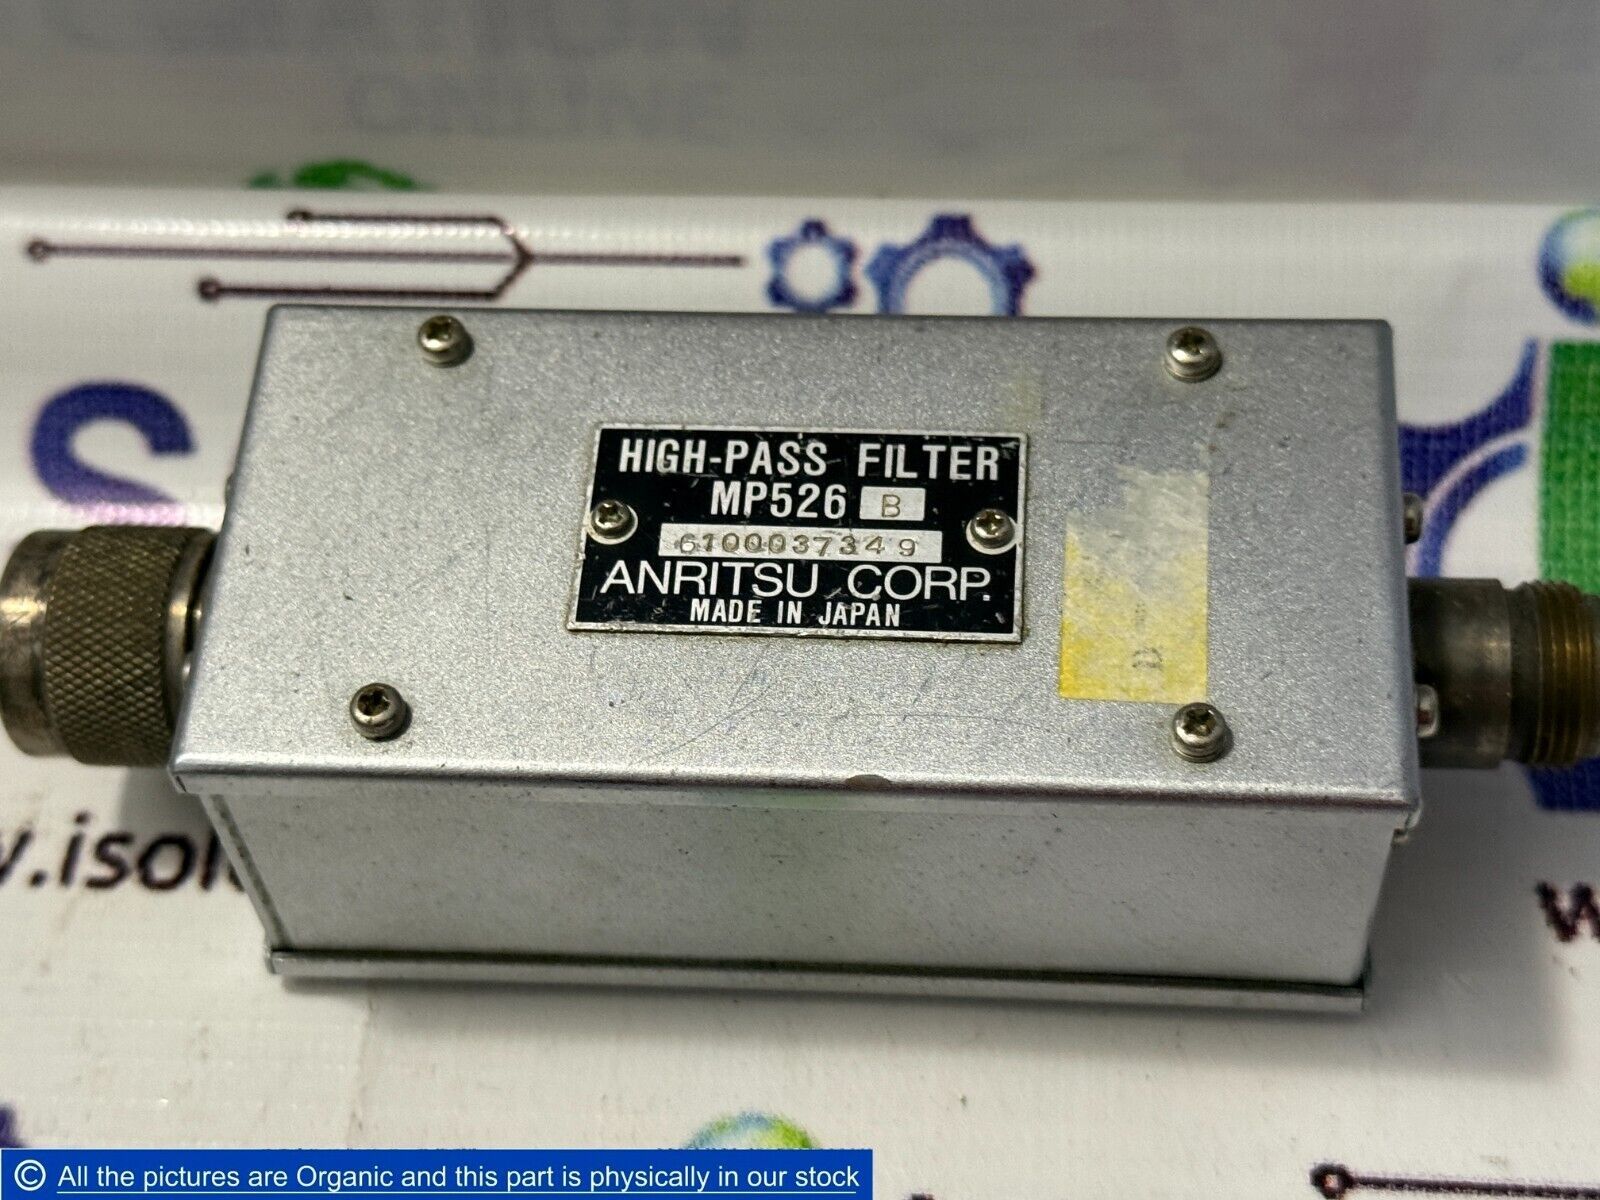 ONLINE
HIGH-PASS FILTER
MP526 B
6100037349
ANRITSU CORP.
MADE IN JAPAN
S
w.isol
w
© All the pictures are Organic and this part is physically in our stock